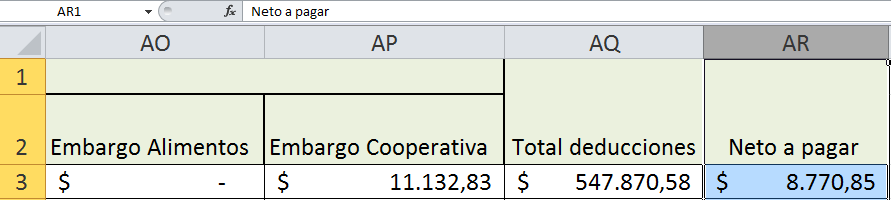 AR1 fx Neto a pagar
AO AP AQ AR
1
2 Embargo Alimentos Embargo Cooperativa Total deducciones Neto a pagar
3 $ - $ 11.132,83 $ 547.870,58 $ 8.770,85